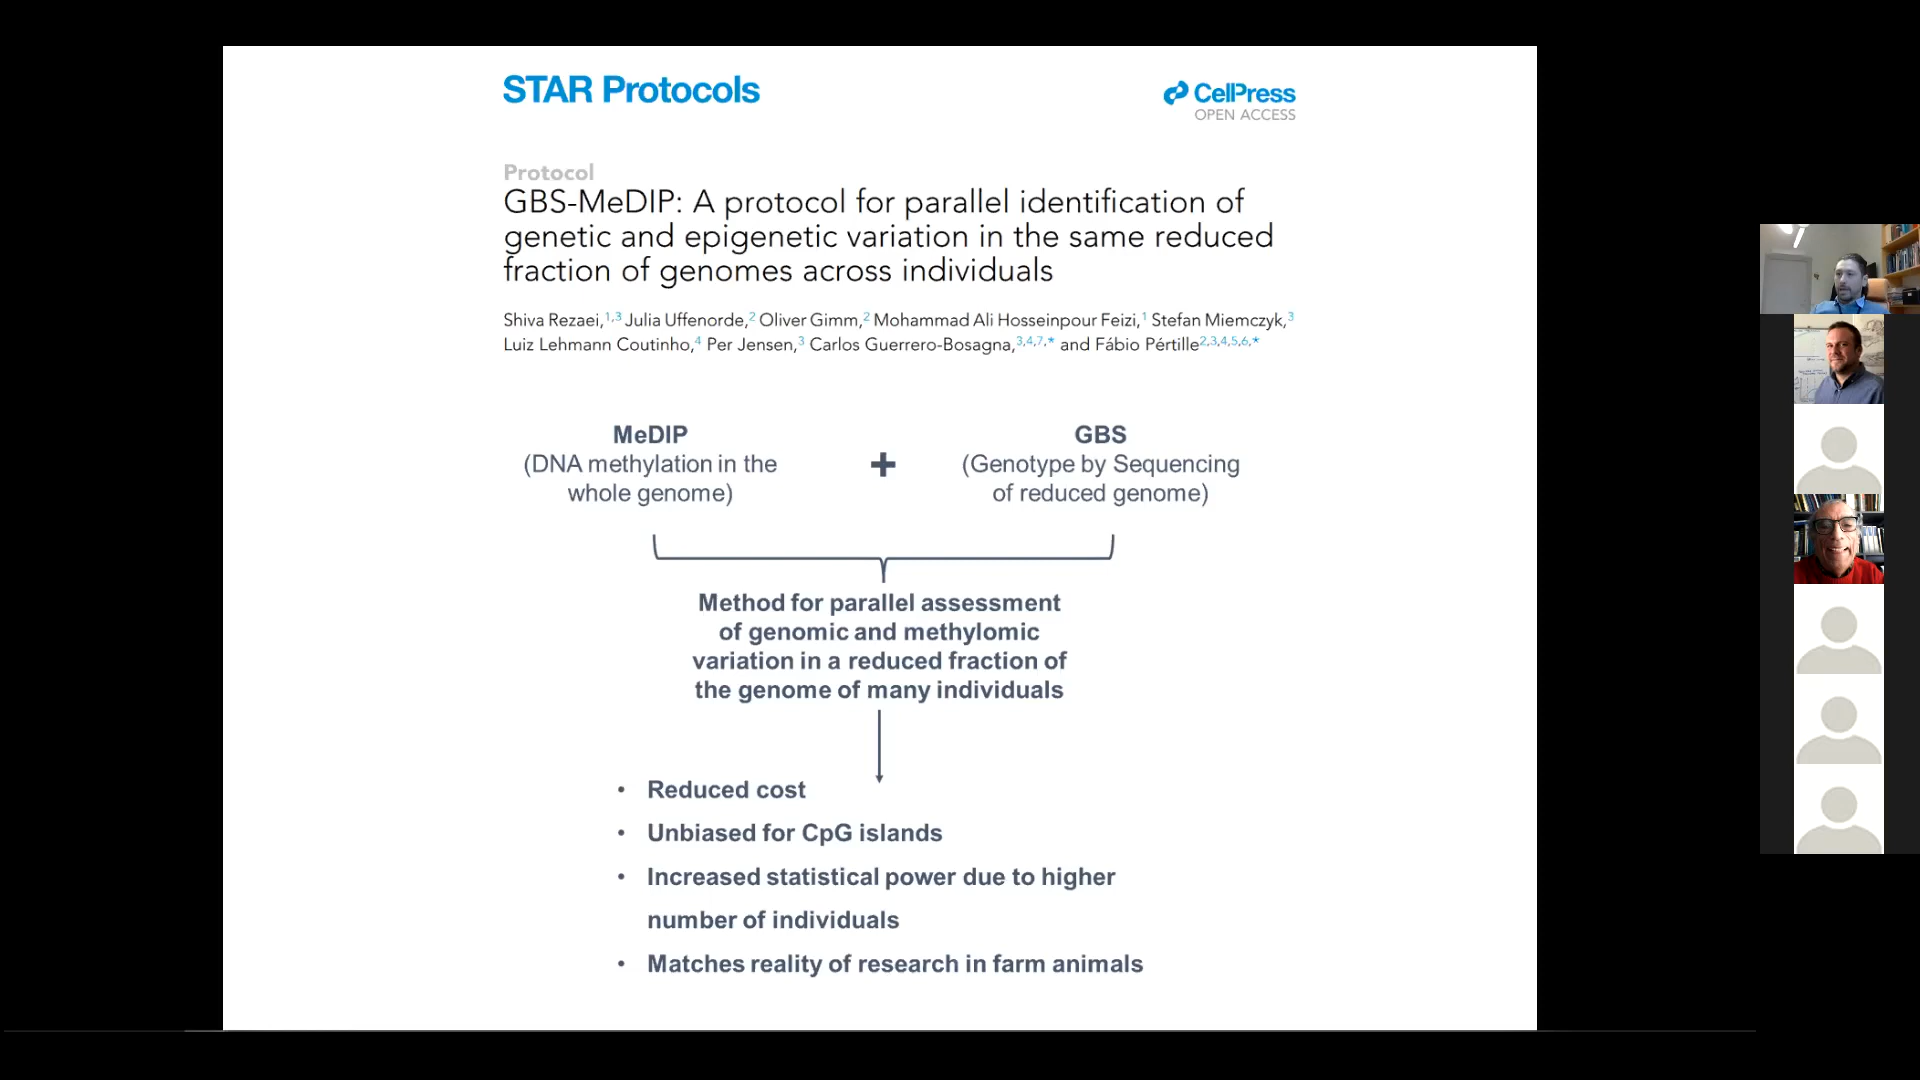 STAR Protocols
CellPress
OPEN ACCESS
Protocol
GBS-MeDIP: A protocol for parallel identification of
genetic and epigenetic variation in the same reduced
fraction of genomes across individuals
Shiva Rezaei,1,3 Julia Uffenorde,2 Oliver Gimm,2 Mohammad Ali Hosseinpour Feizi,1 Stefan Miemczyk,3
Luiz Lehmann Coutinho,4 Per Jensen,3 Carlos Guerrero-Bosagna,3,4,7,* and Fábio Pértille2,3,4,5,6,*
MeDIP
(DNA methylation in the
whole genome)
+
GBS
(Genotype by Sequencing
of reduced genome)
Method for parallel assessment
of genomic and methylomic
variation in a reduced fraction of
the genome of many individuals
• Reduced cost
• Unbiased for CpG islands
• Increased statistical power due to higher
number of individuals
• Matches reality of research in farm animals